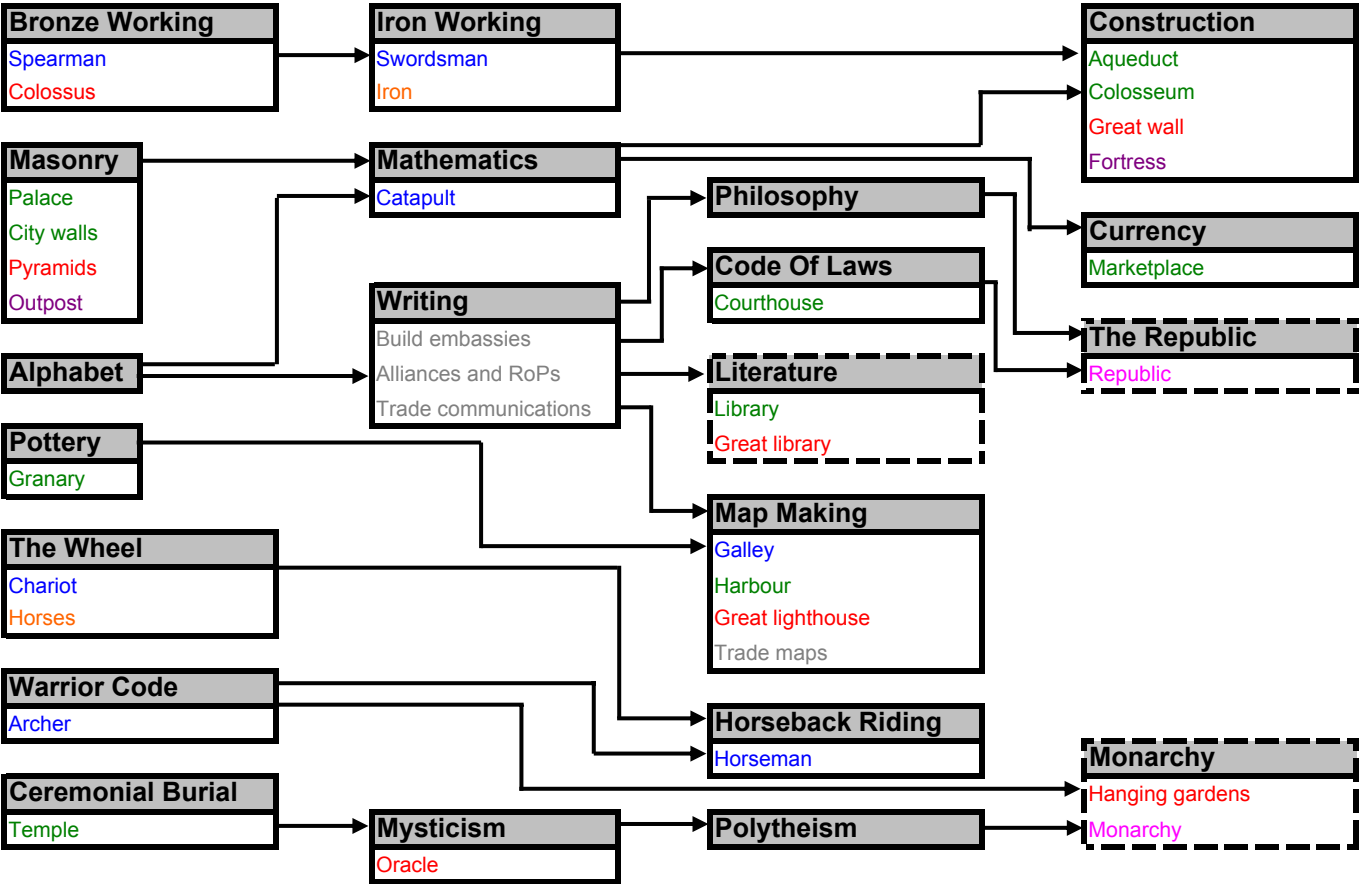 Bronze Working
Spearman
Colossus
Iron Working
Swordsman
Iron
Construction
Aqueduct
Colosseum
Great wall
Fortress
Masonry
Palace
City walls
Pyramids
Outpost
Mathematics
Catapult
Philosophy
Currency
Marketplace
Code Of Laws
Courthouse
Writing
Build embassies
Alliances and RoPs
Trade communications
The Republic
Republic
Alphabet
Literature
Library
Great library
Pottery
Granary
Map Making
Galley
Harbour
Great lighthouse
Trade maps
The Wheel
Chariot
Horses
Warrior Code
Archer
Horseback Riding
Horseman
Monarchy
Hanging gardens
Monarchy
Ceremonial Burial
Temple
Mysticism
Oracle
Polytheism